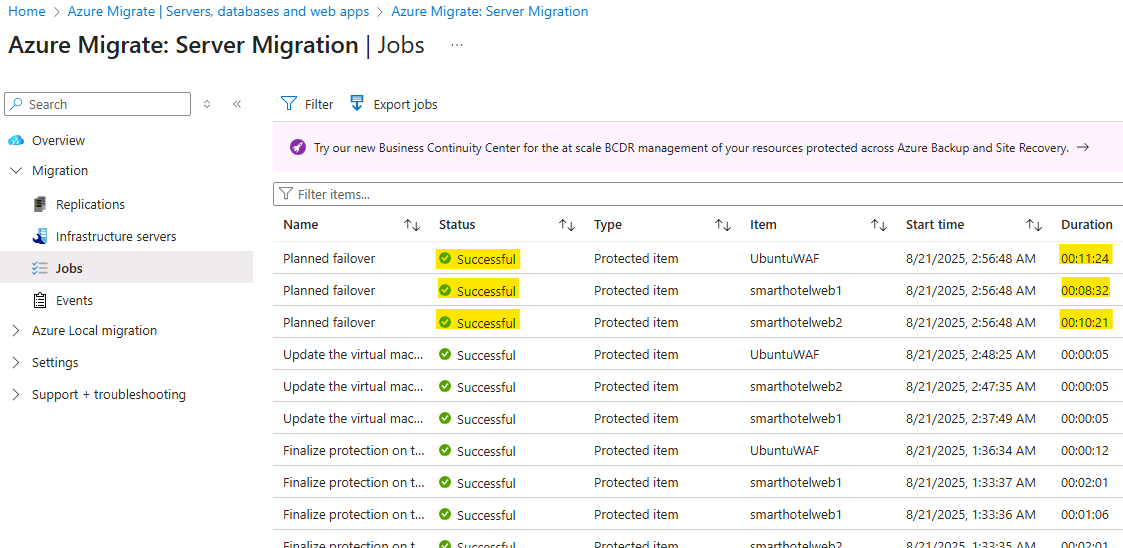 Home > Azure Migrate | Servers, databases and web apps > Azure Migrate: Server Migration
Azure Migrate: Server Migration | Jobs ...
Search
Overview
Migration
Replications
Infrastructure servers
Jobs
Events
Azure Local migration
Settings
Support + troubleshooting
Filter
Export jobs
Try our new Business Continuity Center for the at scale BCDR management of your resources protected across Azure Backup and Site Recovery. →
Filter items...
Name Status Type Item Start time Duration
Planned failover Successful Protected item UbuntuWAF 8/21/2025, 2:56:48 AM 00:11:24
Planned failover Successful Protected item smarthotelweb1 8/21/2025, 2:56:48 AM 00:08:32
Planned failover Successful Protected item smarthotelweb2 8/21/2025, 2:56:48 AM 00:10:21
Update the virtual mac... Successful Protected item UbuntuWAF 8/21/2025, 2:48:25 AM 00:00:05
Update the virtual mac... Successful Protected item smarthotelweb2 8/21/2025, 2:47:35 AM 00:00:05
Update the virtual mac... Successful Protected item smarthotelweb1 8/21/2025, 2:37:49 AM 00:00:05
Finalize protection on t... Successful Protected item UbuntuWAF 8/21/2025, 1:36:34 AM 00:00:12
Finalize protection on t... Successful Protected item smarthotelweb1 8/21/2025, 1:33:37 AM 00:02:01
Finalize protection on t... Successful Protected item smarthotelweb1 8/21/2025, 1:33:36 AM 00:01:06
Finalize protection on t... Successful Protected item smarthotelweb2 8/21/2025, 1:33:35 AM 00:02:01